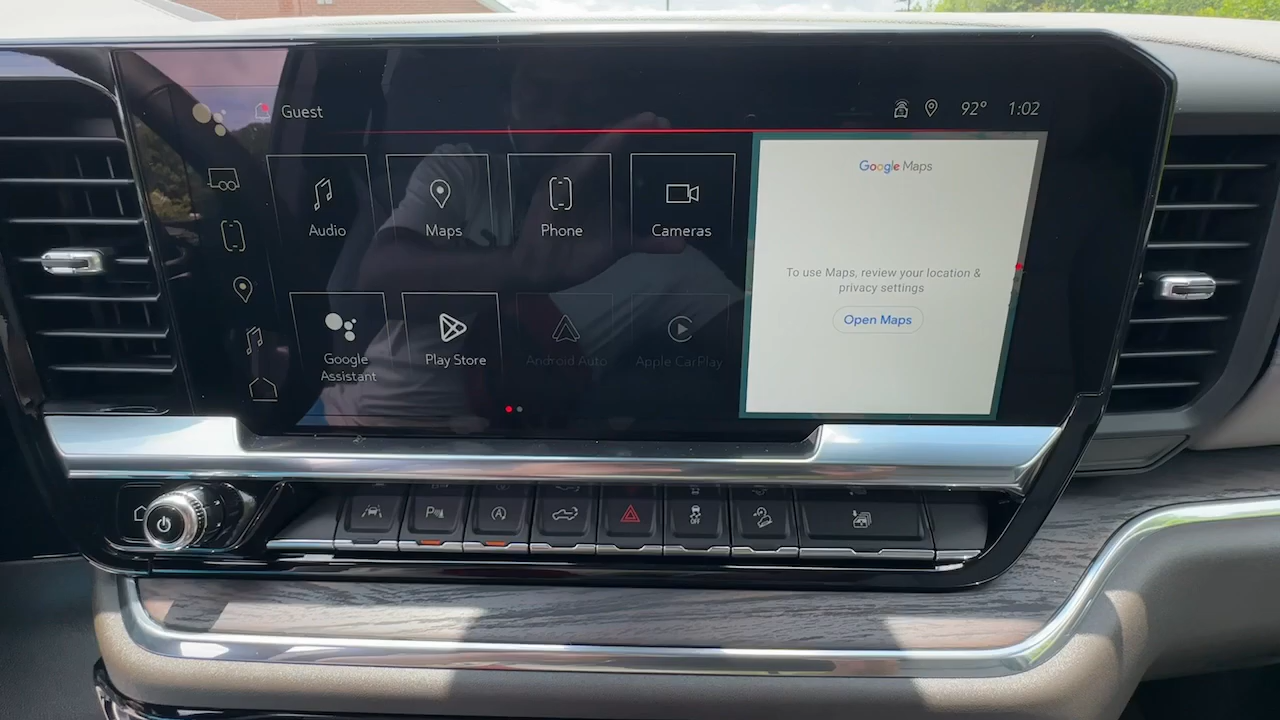 Guest
92° 1:02
Audio
Maps
Phone
Cameras
Google
Assistant
Play Store
Android Auto
Apple CarPlay
Google Maps
To use Maps, review your location &
privacy settings
Open Maps
OFF